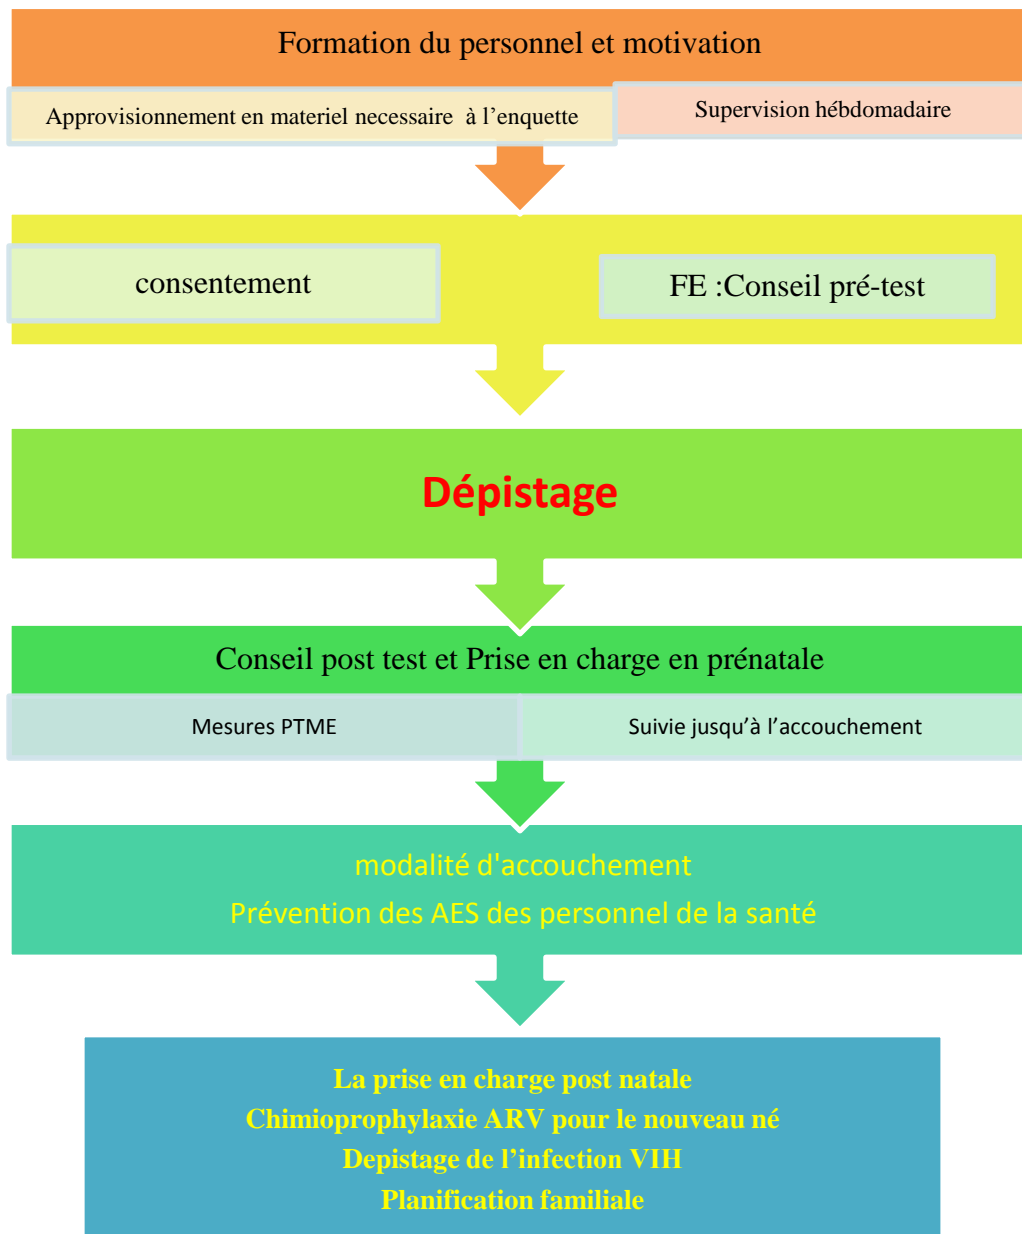 Formation du personnel et motivation
Approvisionnement en materiel necessaire à l’enquette
Supervision hébdomadaire
consentement
FE :Conseil pré-test
Dépistage
Conseil post test et Prise en charge en prénatale
Mesures PTME
Suivie jusqu’à l’accouchement
modalité d'accouchement
Prévention des AES des personnel de la santé
La prise en charge post natale
Chimioprophylaxie ARV pour le nouveau né
Depistage de l’infection VIH
Planification familiale